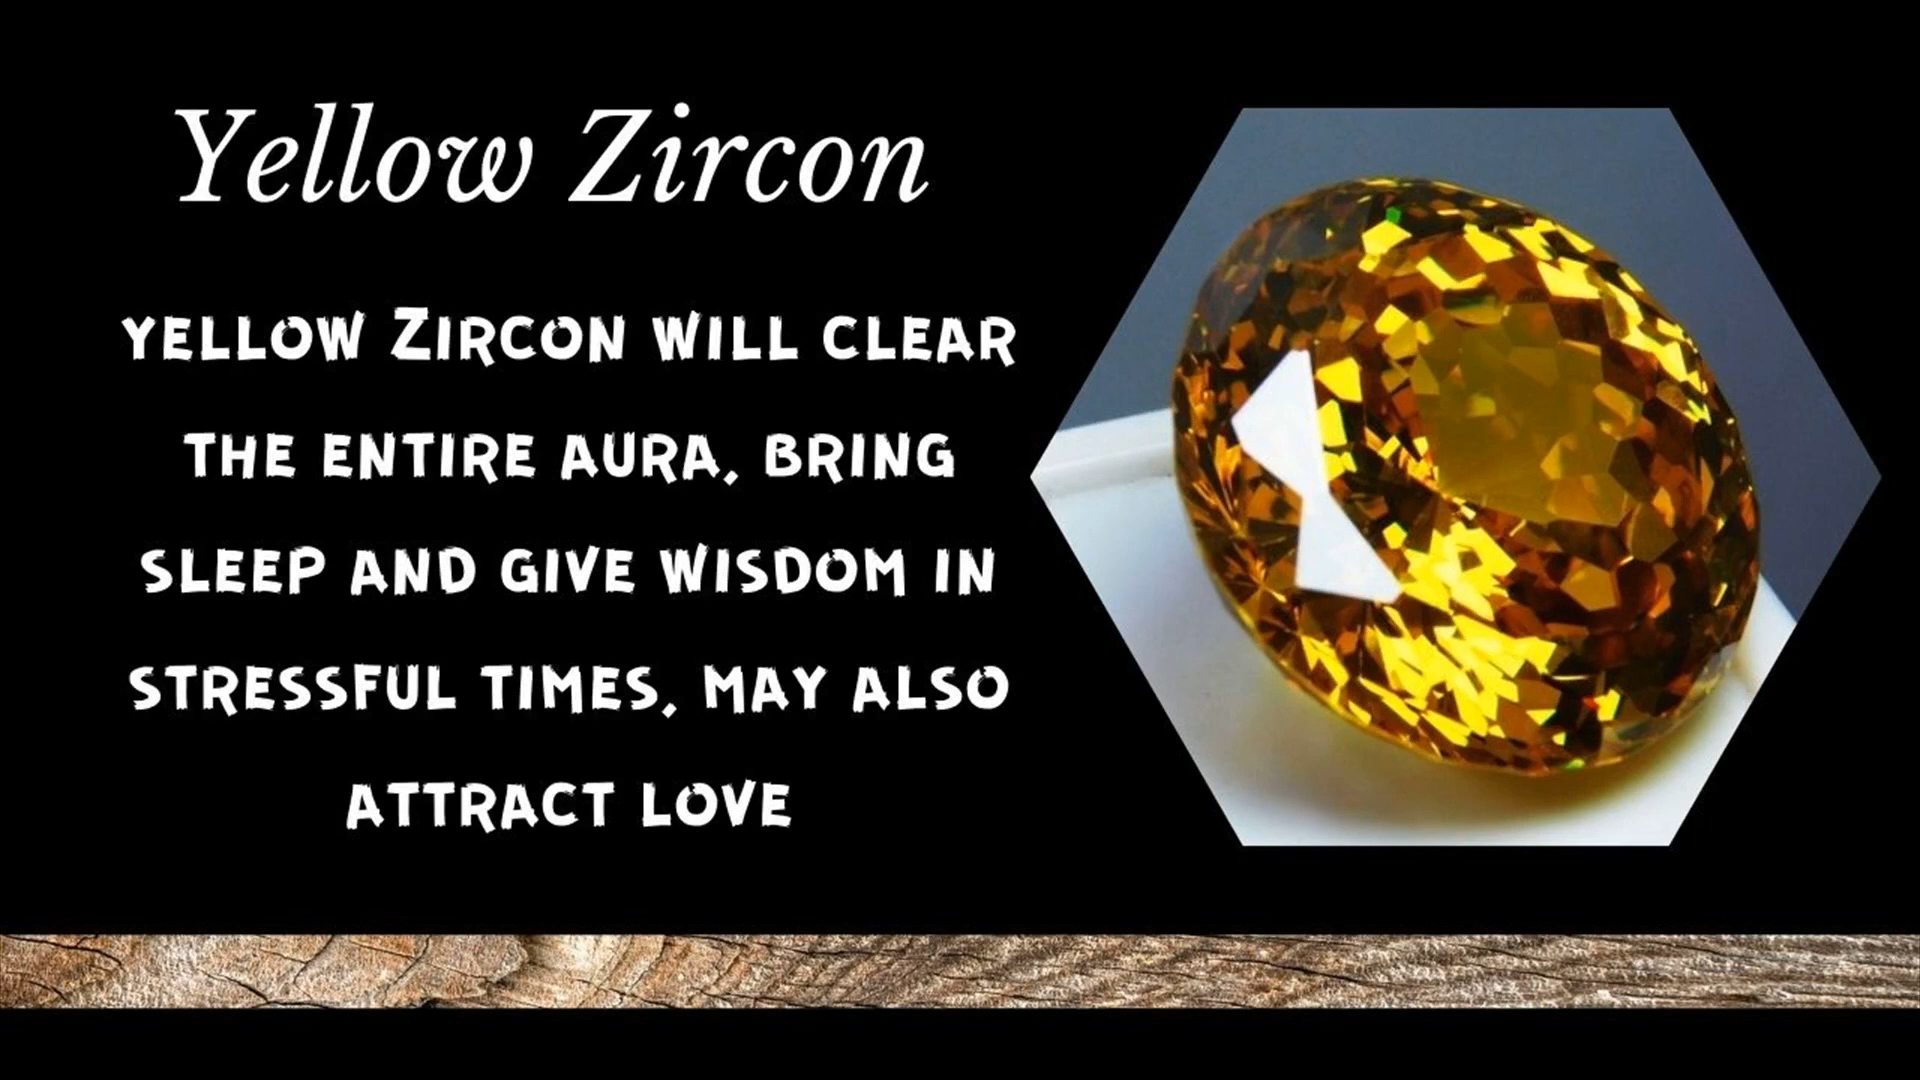 Yellow Zircon
YELLOW ZIRCON WILL CLEAR
THE ENTIRE AURA, BRING
SLEEP AND GIVE WISDOM IN
STRESSFUL TIMES, MAY ALSO
ATTRACT LOVE